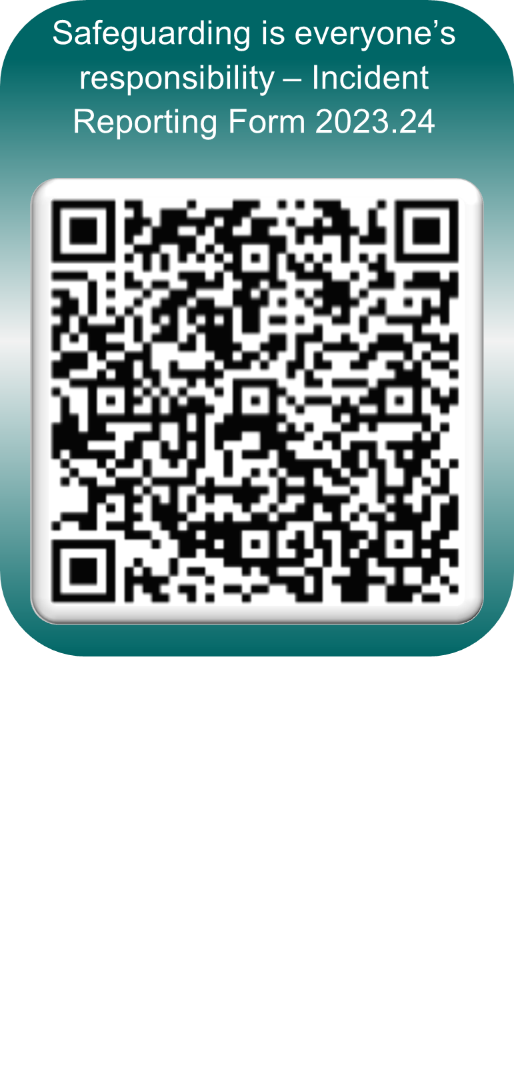 Safeguarding is everyone’s
responsibility – Incident
Reporting Form 2023.24